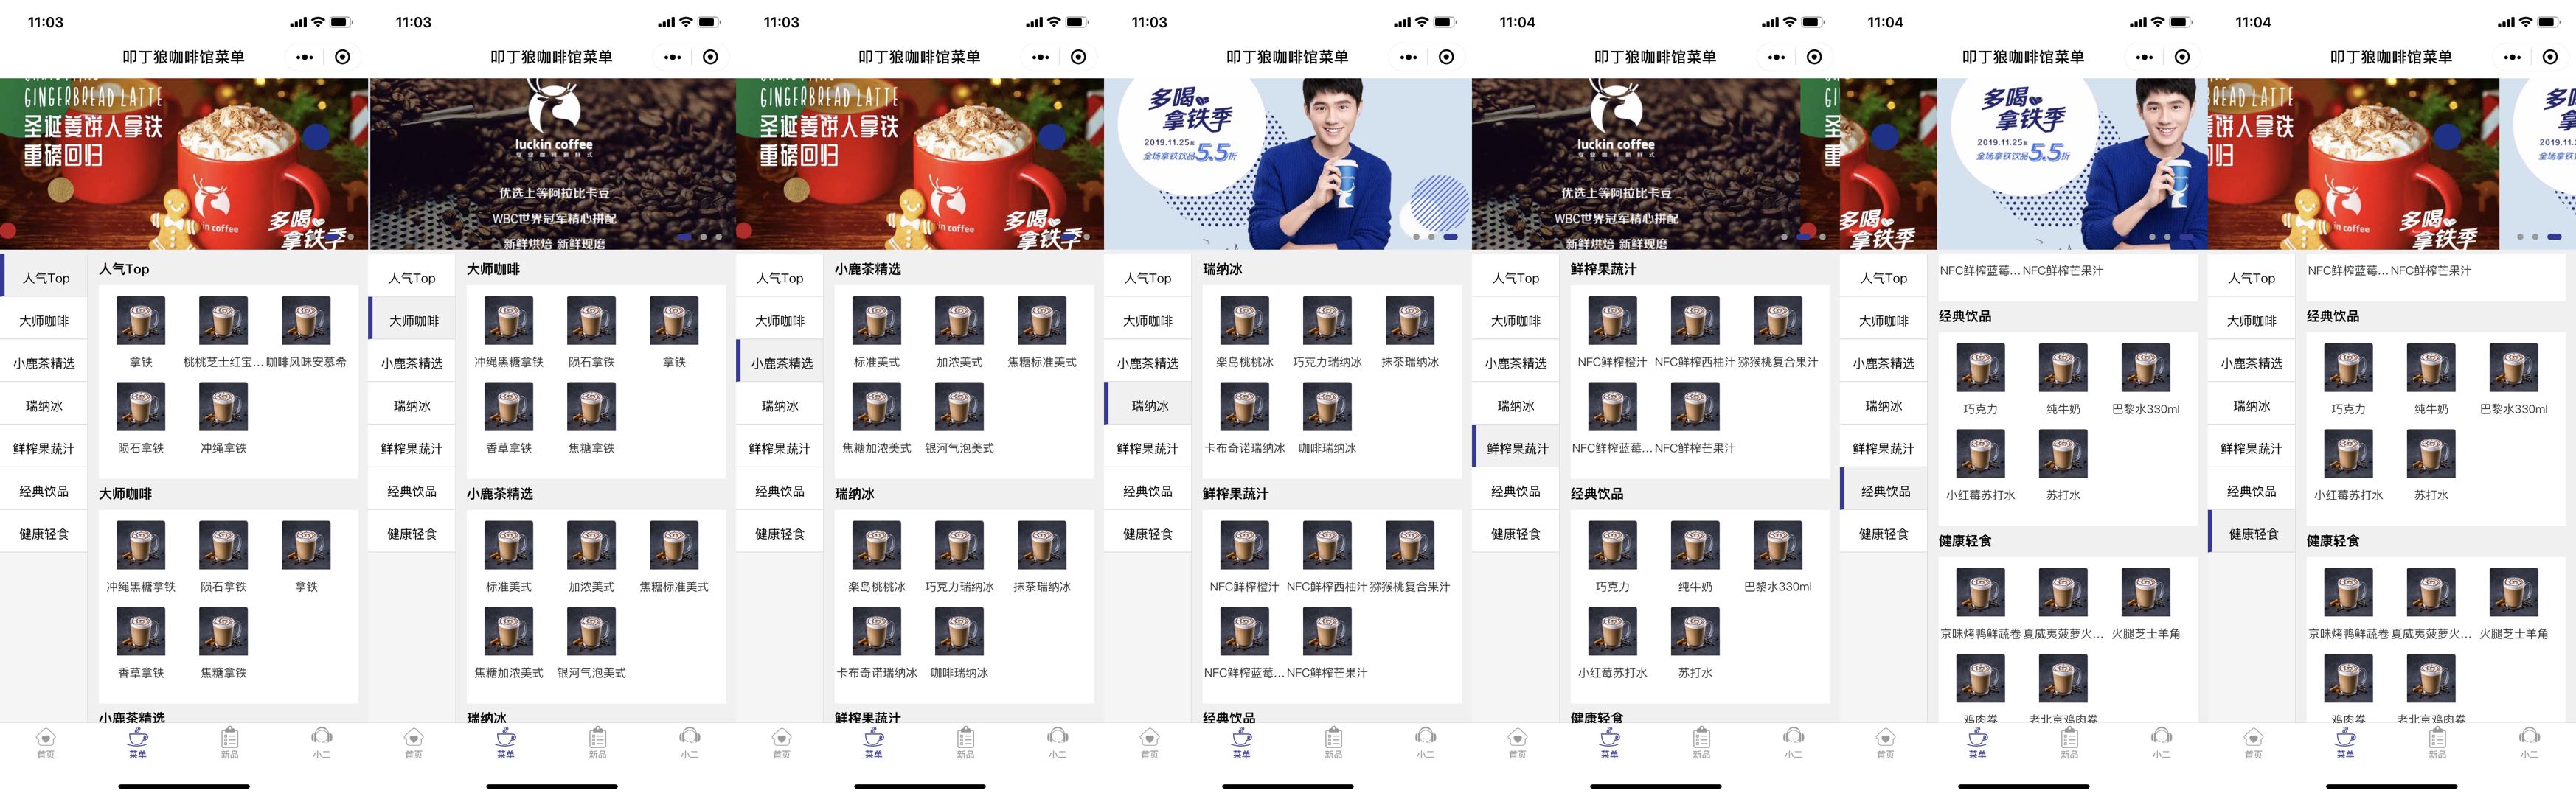 11:03
叩丁狼咖啡馆菜单
GINGERBREAD LATTE
圣诞姜饼人拿铁
重磅回归
in coffee
多喝
拿铁季
人气Top
大师咖啡
小鹿茶精选
瑞纳冰
鲜榨果蔬汁
经典饮品
健康轻食
人气Top
拿铁
桃桃芝士红宝...
咖啡风味安慕希
陨石拿铁
冲绳拿铁
大师咖啡
冲绳黑糖拿铁
陨石拿铁
拿铁
香草拿铁
焦糖拿铁
小鹿茶精选
首页
菜单
新品
小二
11:03
叩丁狼咖啡馆菜单
luckin coffee
专业咖啡新鲜式
优选上等阿拉比卡豆
WBC世界冠军精心拼配
新鲜烘焙 新鲜现磨
人气Top
大师咖啡
小鹿茶精选
瑞纳冰
鲜榨果蔬汁
经典饮品
健康轻食
大师咖啡
冲绳黑糖拿铁
陨石拿铁
拿铁
香草拿铁
焦糖拿铁
小鹿茶精选
标准美式
加浓美式
焦糖标准美式
焦糖加浓美式
银河气泡美式
瑞纳冰
首页
菜单
新品
小二
11:03
叩丁狼咖啡馆菜单
GINGERBREAD LATTE
圣诞姜饼人拿铁
重磅回归
in coffee
多喝
拿铁季
人气Top
大师咖啡
小鹿茶精选
瑞纳冰
鲜榨果蔬汁
经典饮品
健康轻食
小鹿茶精选
标准美式
加浓美式
焦糖标准美式
焦糖加浓美式
银河气泡美式
瑞纳冰
楽岛桃桃冰
巧克力瑞纳冰
抹茶瑞纳冰
卡布奇诺瑞纳冰
咖啡瑞纳冰
鲜榨果蔬汁
首页
菜单
新品
小二
11:03
叩丁狼咖啡馆菜单
多喝
拿铁季
2019.11.25起
全场拿铁饮品5.5折
人气Top
大师咖啡
小鹿茶精选
瑞纳冰
鲜榨果蔬汁
经典饮品
健康轻食
瑞纳冰
楽岛桃桃冰
巧克力瑞纳冰
抹茶瑞纳冰
卡布奇诺瑞纳冰
咖啡瑞纳冰
鲜榨果蔬汁
NFC鲜榨橙汁
NFC鲜榨西柚汁
猕猴桃复合果汁
NFC鲜榨蓝莓...
NFC鲜榨芒果汁
经典饮品
首页
菜单
新品
小二
11:04
叩丁狼咖啡馆菜单
luckin coffee
专业咖啡新鲜式
优选上等阿拉比卡豆
WBC世界冠军精心拼配
新鲜烘焙 新鲜现磨
GI
圣
重
人气Top
大师咖啡
小鹿茶精选
瑞纳冰
鲜榨果蔬汁
经典饮品
健康轻食
鲜榨果蔬汁
NFC鲜榨橙汁
NFC鲜榨西柚汁
猕猴桃复合果汁
NFC鲜榨蓝莓...
NFC鲜榨芒果汁
经典饮品
巧克力
纯牛奶
巴黎水330ml
小红莓苏打水
苏打水
健康轻食
首页
菜单
新品
小二
11:04
叩丁狼咖啡馆菜单
多喝
拿铁季
多喝
拿铁季
2019.11.25起
全场拿铁饮品5.5折
人气Top
大师咖啡
小鹿茶精选
瑞纳冰
鲜榨果蔬汁
经典饮品
健康轻食
NFC鲜榨蓝莓...
NFC鲜榨芒果汁
经典饮品
巧克力
纯牛奶
巴黎水330ml
小红莓苏打水
苏打水
健康轻食
京味烤鸭鲜蔬卷
夏威夷菠萝火...
火腿芝士羊角
鸡肉卷
老北京鸡肉卷
首页
菜单
新品
小二
11:04
叩丁狼咖啡馆菜单
BREAD LATTE
姜饼人拿铁
回归
in coffee
多喝
拿铁季
多
拿
2019.11
全场拿
人气Top
大师咖啡
小鹿茶精选
瑞纳冰
鲜榨果蔬汁
经典饮品
健康轻食
NFC鲜榨蓝莓...
NFC鲜榨芒果汁
经典饮品
巧克力
纯牛奶
巴黎水330ml
小红莓苏打水
苏打水
健康轻食
京味烤鸭鲜蔬卷
夏威夷菠萝火...
火腿芝士羊角
鸡肉卷
老北京鸡肉卷
首页
菜单
新品
小二